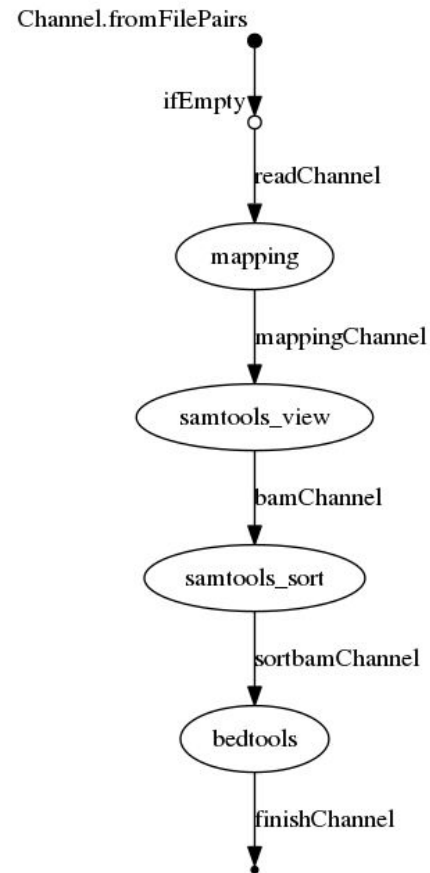 Channel.fromFilePairs
ifEmpty
readChannel
mapping
mappingChannel
samtools_view
bamChannel
samtools_sort
sortbamChannel
bedtools
finishChannel